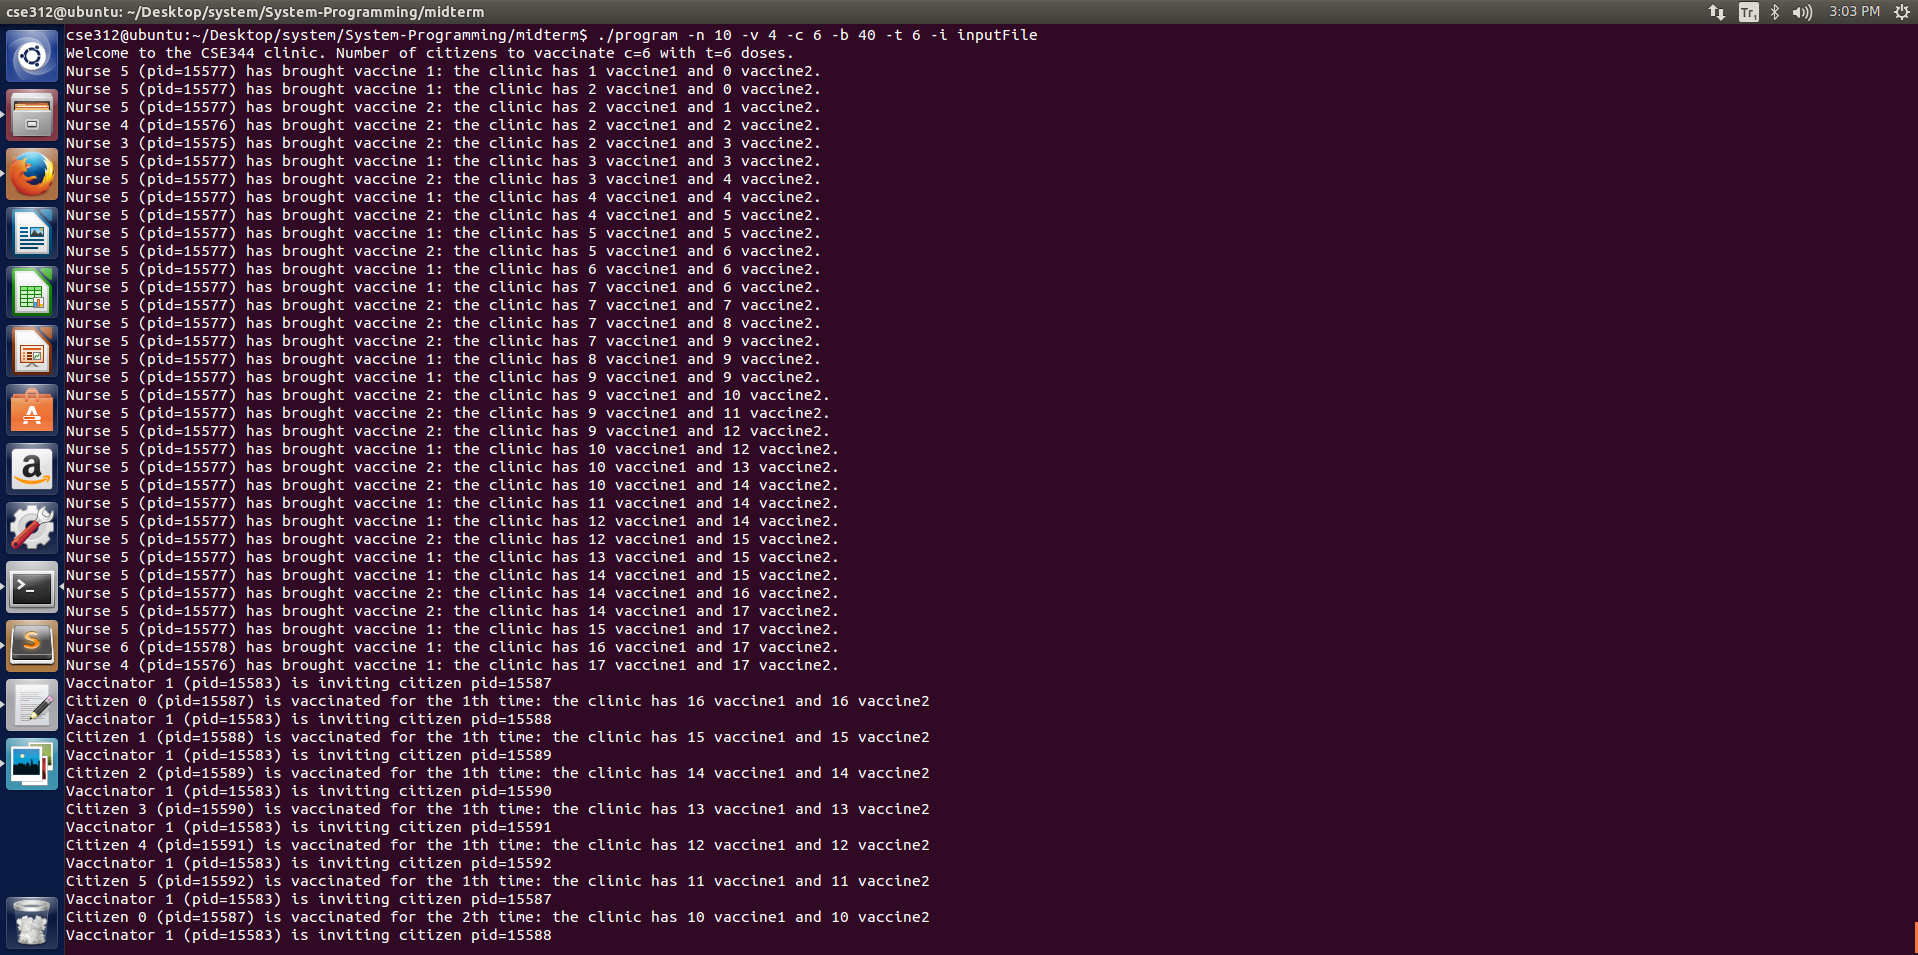 cse312@ubuntu: ~/Desktop/system/System-Programming/midterm
Tr1 3:03 PM
cse312@ubuntu:~/Desktop/system/System-Programming/midterm$ ./program -n 10 -v 4 -c 6 -b 40 -t 6 -i inputFile
Welcome to the CSE344 clinic. Number of citizens to vaccinate c=6 with t=6 doses.
Nurse 5 (pid=15577) has brought vaccine 1: the clinic has 1 vaccine1 and 0 vaccine2.
Nurse 5 (pid=15577) has brought vaccine 1: the clinic has 2 vaccine1 and 0 vaccine2.
Nurse 5 (pid=15577) has brought vaccine 2: the clinic has 2 vaccine1 and 1 vaccine2.
Nurse 4 (pid=15576) has brought vaccine 2: the clinic has 2 vaccine1 and 2 vaccine2.
Nurse 3 (pid=15575) has brought vaccine 2: the clinic has 2 vaccine1 and 3 vaccine2.
Nurse 5 (pid=15577) has brought vaccine 1: the clinic has 3 vaccine1 and 3 vaccine2.
Nurse 5 (pid=15577) has brought vaccine 2: the clinic has 3 vaccine1 and 4 vaccine2.
Nurse 5 (pid=15577) has brought vaccine 1: the clinic has 4 vaccine1 and 4 vaccine2.
Nurse 5 (pid=15577) has brought vaccine 2: the clinic has 4 vaccine1 and 5 vaccine2.
Nurse 5 (pid=15577) has brought vaccine 1: the clinic has 5 vaccine1 and 5 vaccine2.
Nurse 5 (pid=15577) has brought vaccine 2: the clinic has 5 vaccine1 and 6 vaccine2.
Nurse 5 (pid=15577) has brought vaccine 1: the clinic has 6 vaccine1 and 6 vaccine2.
Nurse 5 (pid=15577) has brought vaccine 1: the clinic has 7 vaccine1 and 6 vaccine2.
Nurse 5 (pid=15577) has brought vaccine 2: the clinic has 7 vaccine1 and 7 vaccine2.
Nurse 5 (pid=15577) has brought vaccine 2: the clinic has 7 vaccine1 and 8 vaccine2.
Nurse 5 (pid=15577) has brought vaccine 2: the clinic has 7 vaccine1 and 9 vaccine2.
Nurse 5 (pid=15577) has brought vaccine 1: the clinic has 8 vaccine1 and 9 vaccine2.
Nurse 5 (pid=15577) has brought vaccine 1: the clinic has 9 vaccine1 and 9 vaccine2.
Nurse 5 (pid=15577) has brought vaccine 2: the clinic has 9 vaccine1 and 10 vaccine2.
Nurse 5 (pid=15577) has brought vaccine 2: the clinic has 9 vaccine1 and 11 vaccine2.
Nurse 5 (pid=15577) has brought vaccine 2: the clinic has 9 vaccine1 and 12 vaccine2.
Nurse 5 (pid=15577) has brought vaccine 1: the clinic has 10 vaccine1 and 12 vaccine2.
Nurse 5 (pid=15577) has brought vaccine 2: the clinic has 10 vaccine1 and 13 vaccine2.
Nurse 5 (pid=15577) has brought vaccine 2: the clinic has 10 vaccine1 and 14 vaccine2.
Nurse 5 (pid=15577) has brought vaccine 1: the clinic has 11 vaccine1 and 14 vaccine2.
Nurse 5 (pid=15577) has brought vaccine 1: the clinic has 12 vaccine1 and 14 vaccine2.
Nurse 5 (pid=15577) has brought vaccine 2: the clinic has 12 vaccine1 and 15 vaccine2.
Nurse 5 (pid=15577) has brought vaccine 1: the clinic has 13 vaccine1 and 15 vaccine2.
Nurse 5 (pid=15577) has brought vaccine 1: the clinic has 14 vaccine1 and 15 vaccine2.
Nurse 5 (pid=15577) has brought vaccine 2: the clinic has 14 vaccine1 and 16 vaccine2.
Nurse 5 (pid=15577) has brought vaccine 2: the clinic has 14 vaccine1 and 17 vaccine2.
Nurse 5 (pid=15577) has brought vaccine 1: the clinic has 15 vaccine1 and 17 vaccine2.
Nurse 6 (pid=15578) has brought vaccine 1: the clinic has 16 vaccine1 and 17 vaccine2.
Nurse 4 (pid=15576) has brought vaccine 1: the clinic has 17 vaccine1 and 17 vaccine2.
Vaccinator 1 (pid=15583) is inviting citizen pid=15587
Citizen 0 (pid=15587) is vaccinated for the 1th time: the clinic has 16 vaccine1 and 16 vaccine2
Vaccinator 1 (pid=15583) is inviting citizen pid=15588
Citizen 1 (pid=15588) is vaccinated for the 1th time: the clinic has 15 vaccine1 and 15 vaccine2
Vaccinator 1 (pid=15583) is inviting citizen pid=15589
Citizen 2 (pid=15589) is vaccinated for the 1th time: the clinic has 14 vaccine1 and 14 vaccine2
Vaccinator 1 (pid=15583) is inviting citizen pid=15590
Citizen 3 (pid=15590) is vaccinated for the 1th time: the clinic has 13 vaccine1 and 13 vaccine2
Vaccinator 1 (pid=15583) is inviting citizen pid=15591
Citizen 4 (pid=15591) is vaccinated for the 1th time: the clinic has 12 vaccine1 and 12 vaccine2
Vaccinator 1 (pid=15583) is inviting citizen pid=15592
Citizen 5 (pid=15592) is vaccinated for the 1th time: the clinic has 11 vaccine1 and 11 vaccine2
Vaccinator 1 (pid=15583) is inviting citizen pid=15587
Citizen 0 (pid=15587) is vaccinated for the 2th time: the clinic has 10 vaccine1 and 10 vaccine2
Vaccinator 1 (pid=15583) is inviting citizen pid=15588